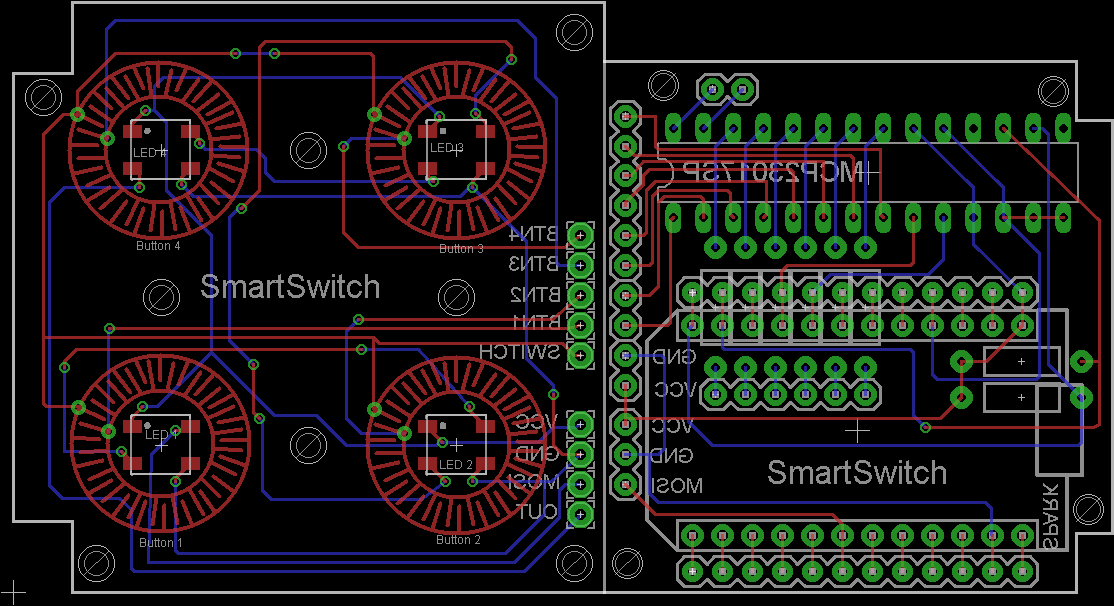 LED 4
LED 3
Button 4
Button 3
SmartSwitch
BTN4
BTN3
BTN2
BTN1
SWITCH
VCC
GND
MOSI
OUT
LED 1
LED 2
Button 1
Button 2
MCP23017SP
GND
VCC
VCC
GND
MOSI
SmartSwitch
SPARK